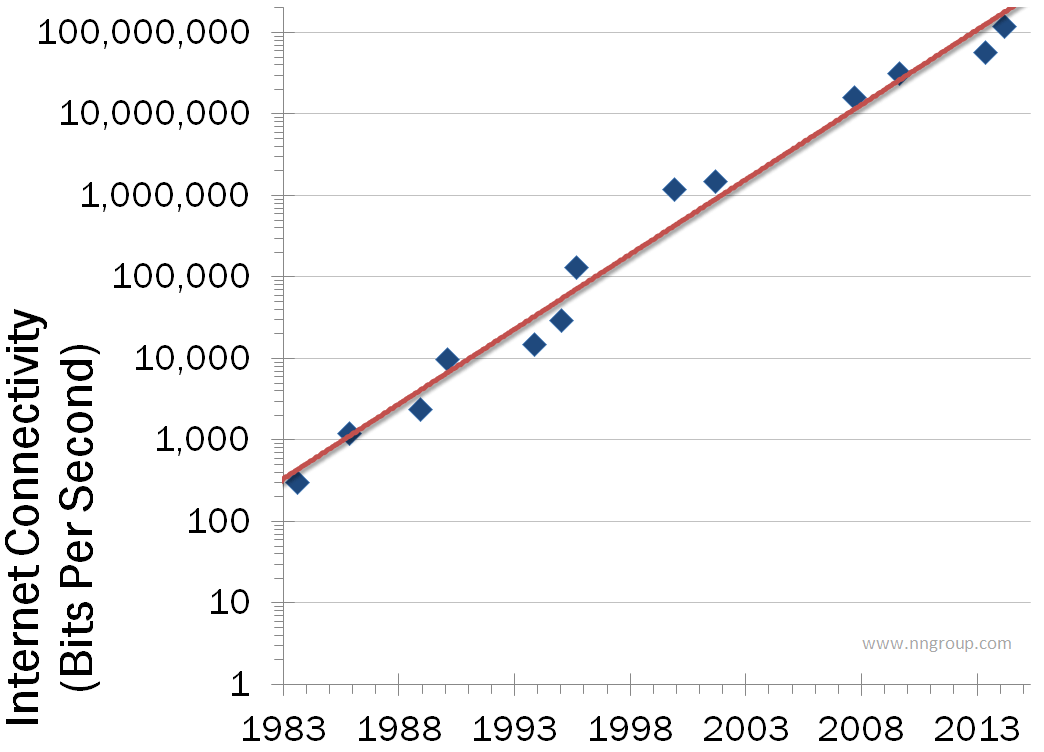 Internet Connectivity
(Bits Per Second)
100,000,000
10,000,000
1,000,000
100,000
10,000
1,000
100
10
1
www.nngroup.com
1983 1988 1993 1998 2003 2008 2013